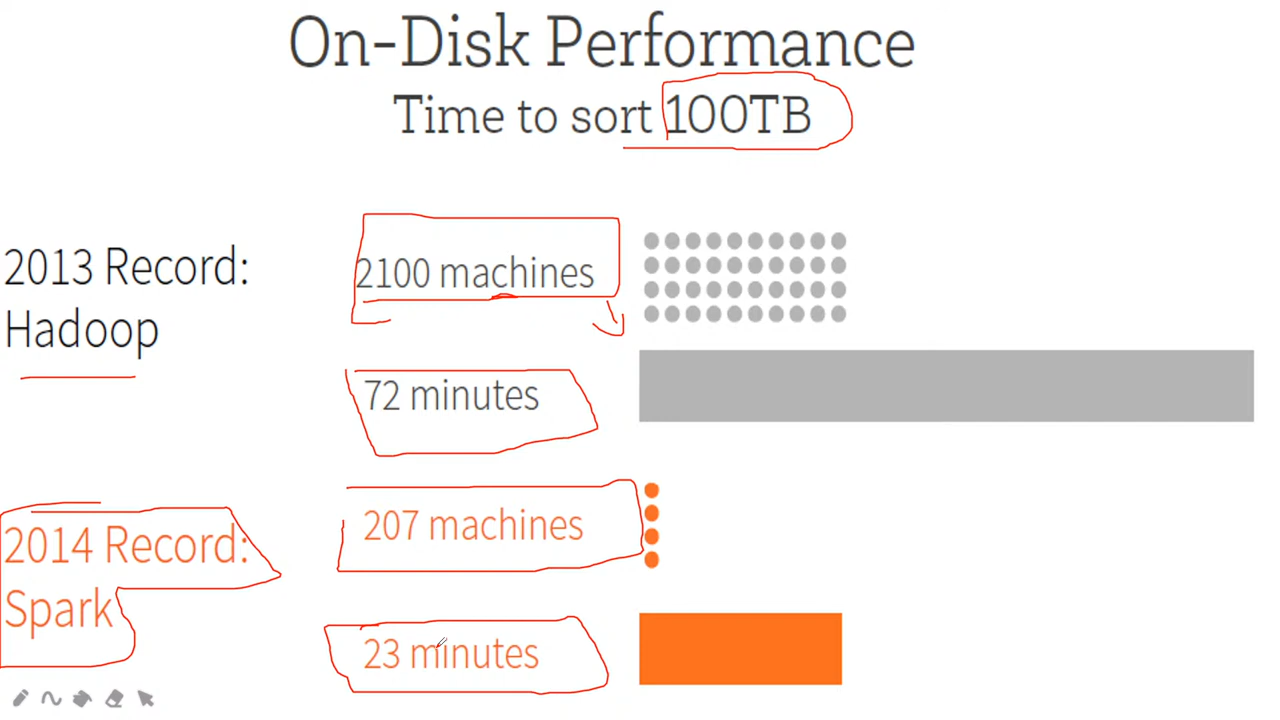 On-Disk Performance
Time to sort 100TB
2013 Record:
Hadoop
2100 machines
72 minutes
2014 Record:
Spark
207 machines
23 minutes